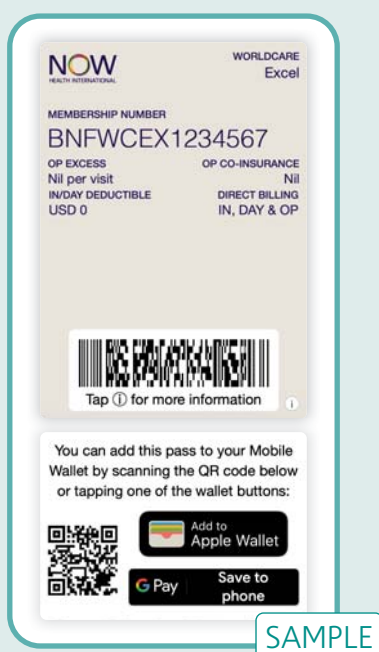 NOW
HEALTH INTERNATIONAL
WORLDCARE
Excel
MEMBERSHIP NUMBER
BNFWCEX1234567
OP EXCESS
Nil per visit
OP CO-INSURANCE
Nil
IN/DAY DEDUCTIBLE
USD 0
DIRECT BILLING
IN, DAY & OP
Tap ⓘ for more information
You can add this pass to your Mobile
Wallet by scanning the QR code below
or tapping one of the wallet buttons:
Add to
Apple Wallet
G Pay
Save to
phone
SAMPLE